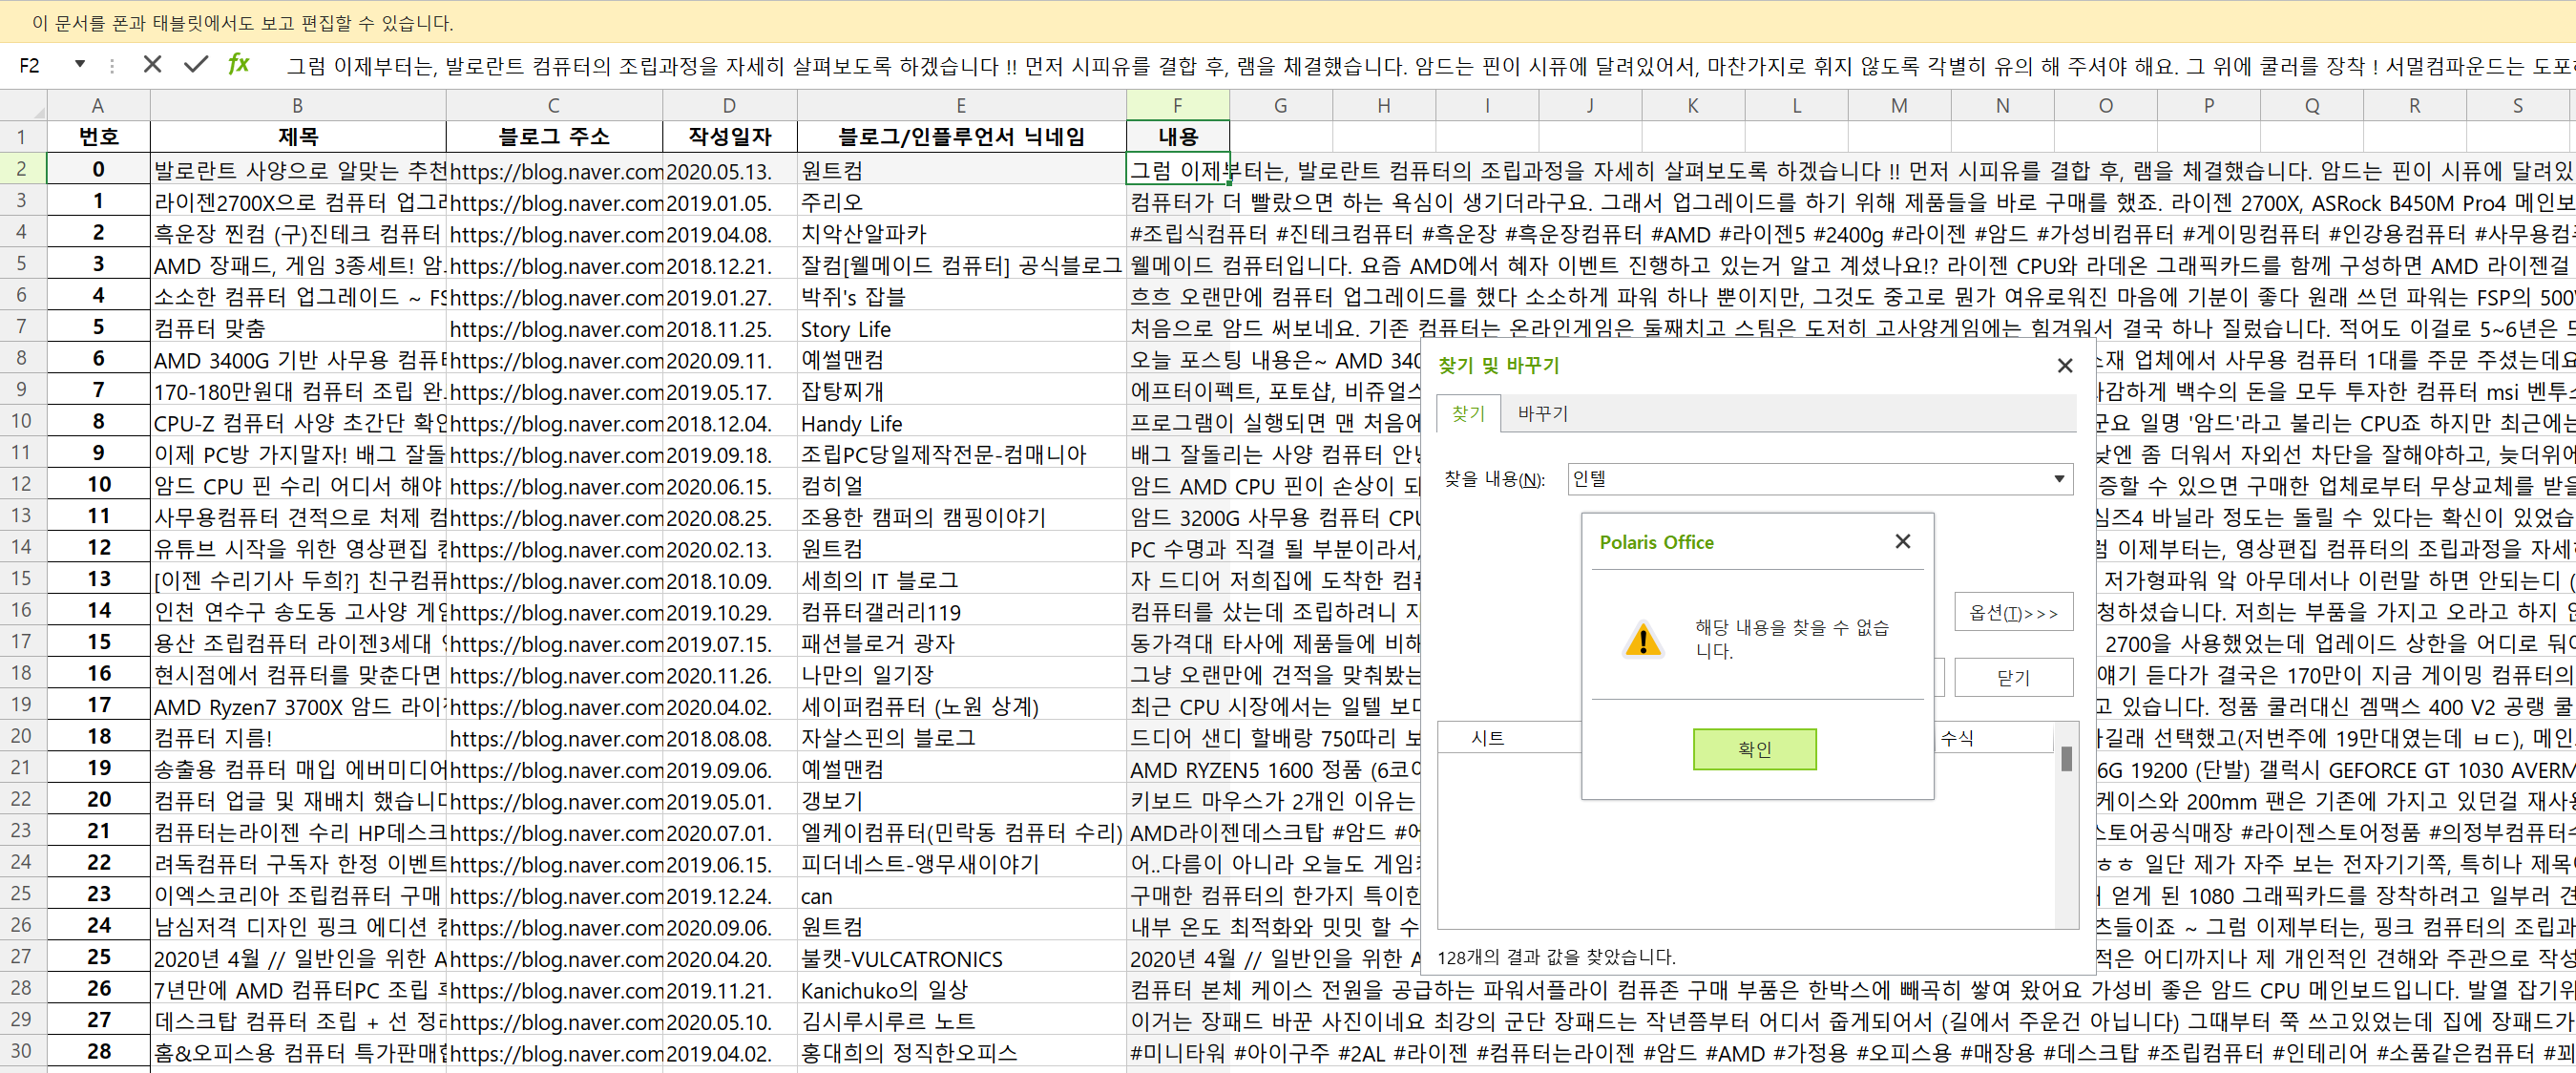 이 문서를 폰과 태블릿에서도 보고 편집할 수 있습니다.
F2 fx 그럼 이제부터는, 발로란트 컴퓨터의 조립과정을 자세히 살펴보도록 하겠습니다 !! 먼저 시피유를 결합 후, 램을 체결했습니다. 암드는 핀이 시퓨에 달려있어서, 마찬가지로 휘지 않도록 각별히 유의 해 주셔야 해요. 그 위에 쿨러를 장착 ! 서멀컴파운드는
A B C D E F G H I J K L M N O P Q R S
1 번호 제목 블로그 주소 작성일자 블로그/인플루언서 닉네임 내용
2 0 발로란트 사양으로 알맞는 추천 https://blog.naver.com 2020.05.13. 원트컴 그럼 이제부터는, 발로란트 컴퓨터의 조립과정을 자세히 살펴보도록 하겠습니다 !! 먼저 시피유를 결합 후, 램을 체결했습니다. 암드는 핀이 시퓨에 달려있
3 1 라이젠2700X으로 컴퓨터 업그레 https://blog.naver.com 2019.01.05. 주리오 컴퓨터가 더 빨랐으면 하는 욕심이 생기더라구요. 그래서 업그레이드를 하기 위해 제품들을 바로 구매를 했죠. 라이젠 2700X, ASRock B450M Pro4 메인보
4 2 흑운장 찐컴 (구)진테크 컴퓨터 https://blog.naver.com 2019.04.08. 치악산알파카 #조립식컴퓨터 #진테크컴퓨터 #흑운장 #흑운장컴퓨터 #AMD #라이젠5 #2400g #라이젠 #암드 #가성비컴퓨터 #게이밍컴퓨터 #인강용컴퓨터 #사무용컴
5 3 AMD 장패드, 게임 3종세트! 암 https://blog.naver.com 2018.12.21. 잘컴[웰메이드 컴퓨터] 공식블로그 웰메이드 컴퓨터입니다. 요즘 AMD에서 혜자 이벤트 진행하고 있는거 알고 계셨나요!? 라이젠 CPU와 라데온 그래픽카드를 함께 구성하면 AMD 라이젠걸
6 4 소소한 컴퓨터 업그레이드 ~ FS https://blog.naver.com 2019.01.27. 박쥐's 잡블 흐흐 오랜만에 컴퓨터 업그레이드를 했다 소소하게 파워 하나 뿐이지만, 그것도 중고로 뭔가 여유로워진 마음에 기분이 좋다 원래 쓰던 파워는 FSP의 500
7 5 컴퓨터 맞춤 https://blog.naver.com 2018.11.25. Story Life 처음으로 암드 써보네요. 기존 컴퓨터는 온라인게임은 둘째치고 스팀은 도저히 고사양게임에는 힘겨워서 결국 하나 질렀습니다. 적어도 이걸로 5~6년은
8 6 AMD 3400G 기반 사무용 컴퓨터 https://blog.naver.com 2020.09.11. 예썰맨컴 오늘 포스팅 내용은~ AMD 340 소재 업체에서 사무용 컴퓨터 1대를 주문 주셨는데요
9 7 170-180만원대 컴퓨터 조립 완 https://blog.naver.com 2019.05.17. 잡탕찌개 에프터이펙트, 포토샵, 비쥬얼스 과감하게 백수의 돈을 모두 투자한 컴퓨터 msi 벤투스
10 8 CPU-Z 컴퓨터 사양 초간단 확인 https://blog.naver.com 2018.12.04. Handy Life 프로그램이 실행되면 맨 처음에 군요 일명 '암드'라고 불리는 CPU죠 하지만 최근에는
11 9 이제 PC방 가지말자! 배그 잘돌 https://blog.naver.com 2019.09.18. 조립PC당일제작전문-컴매니아 배그 잘돌리는 사양 컴퓨터 안녕 낮엔 좀 더워서 자외선 차단을 잘해야하고, 늦더위에
12 10 암드 CPU 핀 수리 어디서 해야 https://blog.naver.com 2020.06.15. 컴히얼 암드 AMD CPU 핀이 손상이 되 증할 수 있으면 구매한 업체로부터 무상교체를 받을
13 11 사무용컴퓨터 견적으로 처제 컴 https://blog.naver.com 2020.08.25. 조용한 캠퍼의 캠핑이야기 암드 3200G 사무용 컴퓨터 CPU 심즈4 바닐라 정도는 돌릴 수 있다는 확신이 있었습
14 12 유튜브 시작을 위한 영상편집 컴 https://blog.naver.com 2020.02.13. 원트컴 PC 수명과 직결 될 부분이라서, 럼 이제부터는, 영상편집 컴퓨터의 조립과정을 자세히
15 13 [이젠 수리기사 두희?] 친구컴퓨 https://blog.naver.com 2018.10.09. 세희의 IT 블로그 자 드디어 저희집에 도착한 컴퓨 저가형파워 앞 아무데서나 이런말 하면 안되는디 (
16 14 인천 연수구 송도동 고사양 게임 https://blog.naver.com 2019.10.29. 컴퓨터갤러리119 컴퓨터를 샀는데 조립하려니 자 청하셨습니다. 저희는 부품을 가지고 오라고 하지 않
17 15 용산 조립컴퓨터 라이젠3세대 https://blog.naver.com 2019.07.15. 패션블로거 광자 동가격대 타사에 제품들에 비해 2700을 사용했었는데 업레이드 상한을 어디로 둬야
18 16 현시점에서 컴퓨터를 맞춘다면 https://blog.naver.com 2020.11.26. 나만의 일기장 그냥 오랜만에 견적을 맞춰봤는 얘기 듣다가 결국은 170만이 지금 게이밍 컴퓨터의
19 17 AMD Ryzen7 3700X 암드 라이젠 https://blog.naver.com 2020.04.02. 세이퍼컴퓨터 (노원 상계) 최근 CPU 시장에서는 일텔 보다 고 있습니다. 정품 쿨러대신 겜맥스 400 V2 공랭 쿨
20 18 컴퓨터 지름! https://blog.naver.com 2018.08.08. 자살스핀의 블로그 드디어 샌디 할배랑 750따리 보 하길래 선택했고(저번주에 19만대였는데 ㅂㄷ), 메인
21 19 송출용 컴퓨터 매입 에버미디어 https://blog.naver.com 2019.09.06. 예썰맨컴 AMD RYZEN5 1600 정품 (6코어 6G 19200 (단발) 갤럭시 GEFORCE GT 1030 AVERM
22 20 컴퓨터 업글 및 재배치 했습니다 https://blog.naver.com 2019.05.01. 갱보기 키보드 마우스가 2개인 이유는 케이스와 200mm 팬은 기존에 가지고 있던걸 재사용
23 21 컴퓨터는라이젠 수리 HP데스크 https://blog.naver.com 2020.07.01. 엘케이컴퓨터(민락동 컴퓨터 수리) AMD라이젠데스크탑 #암드 스토어공식매장 #라이젠스토어정품 #의정부컴퓨터수
24 22 려독컴퓨터 구독자 한정 이벤트 https://blog.naver.com 2019.06.15. 피더네스트-앵무새이야기 어..다름이 아니라 오늘도 게임 ㅎㅎ 일단 제가 자주 보는 전자기기쪽, 특히나 제목에
25 23 이엑스코리아 조립컴퓨터 구매 https://blog.naver.com 2019.12.24. can 구매한 컴퓨터의 한가지 특이한 얻게 된 1080 그래픽카드를 장착하려고 일부러 견
26 24 남심저격 디자인 핑크 에디션 컴 https://blog.naver.com 2020.09.06. 원트컴 내부 온도 최적화와 밋밋 할 수 츠들이죠 ~ 그럼 이제부터는, 핑크 컴퓨터의 조립과
27 25 2020년 4월 // 일반인을 위한 A https://blog.naver.com 2020.04.20. 불캣-VULCATRONICS 2020년 4월 // 일반인을 위한 A 적은 어디까지나 제 개인적인 견해와 주관으로 작성
28 26 7년만에 AMD 컴퓨터PC 조립 후 https://blog.naver.com 2019.11.21. Kanichuko의 일상 컴퓨터 본체 케이스 전원을 공급하는 파워서플라이 컴퓨존 구매 부품은 한박스에 빼곡히 쌓여 왔어요 가성비 좋은 암드 CPU 메인보드입니다. 발열 잡기위
29 27 데스크탑 컴퓨터 조립 + 선 정리 https://blog.naver.com 2020.05.10. 김시루시루르 노트 이거는 장패드 바꾼 사진이네요 최강의 군단 장패드는 작년쯤부터 어디서 줍게되어서 (길에서 주운건 아닙니다) 그때부터 쭉 쓰고있었는데 집에 장패드가
30 28 홈&오피스용 컴퓨터 특가판매합 https://blog.naver.com 2019.04.02. 홍대희의 정직한오피스 #미니타워 #아이구주 #2AL #라이젠 #컴퓨터는라이젠 #암드 #AMD #가정용 #오피스용 #매장용 #데스크탑 #조립컴퓨터 #인테리어 #소품같은컴퓨터
찾기 및 바꾸기
찾기 바꾸기
찾을 내용(N): 인텔
Polaris Office
해당 내용을 찾을 수 없습
니다.
확인
옵션(T)>>>
닫기
시트 수식
128개의 결과 값을 찾았습니다.